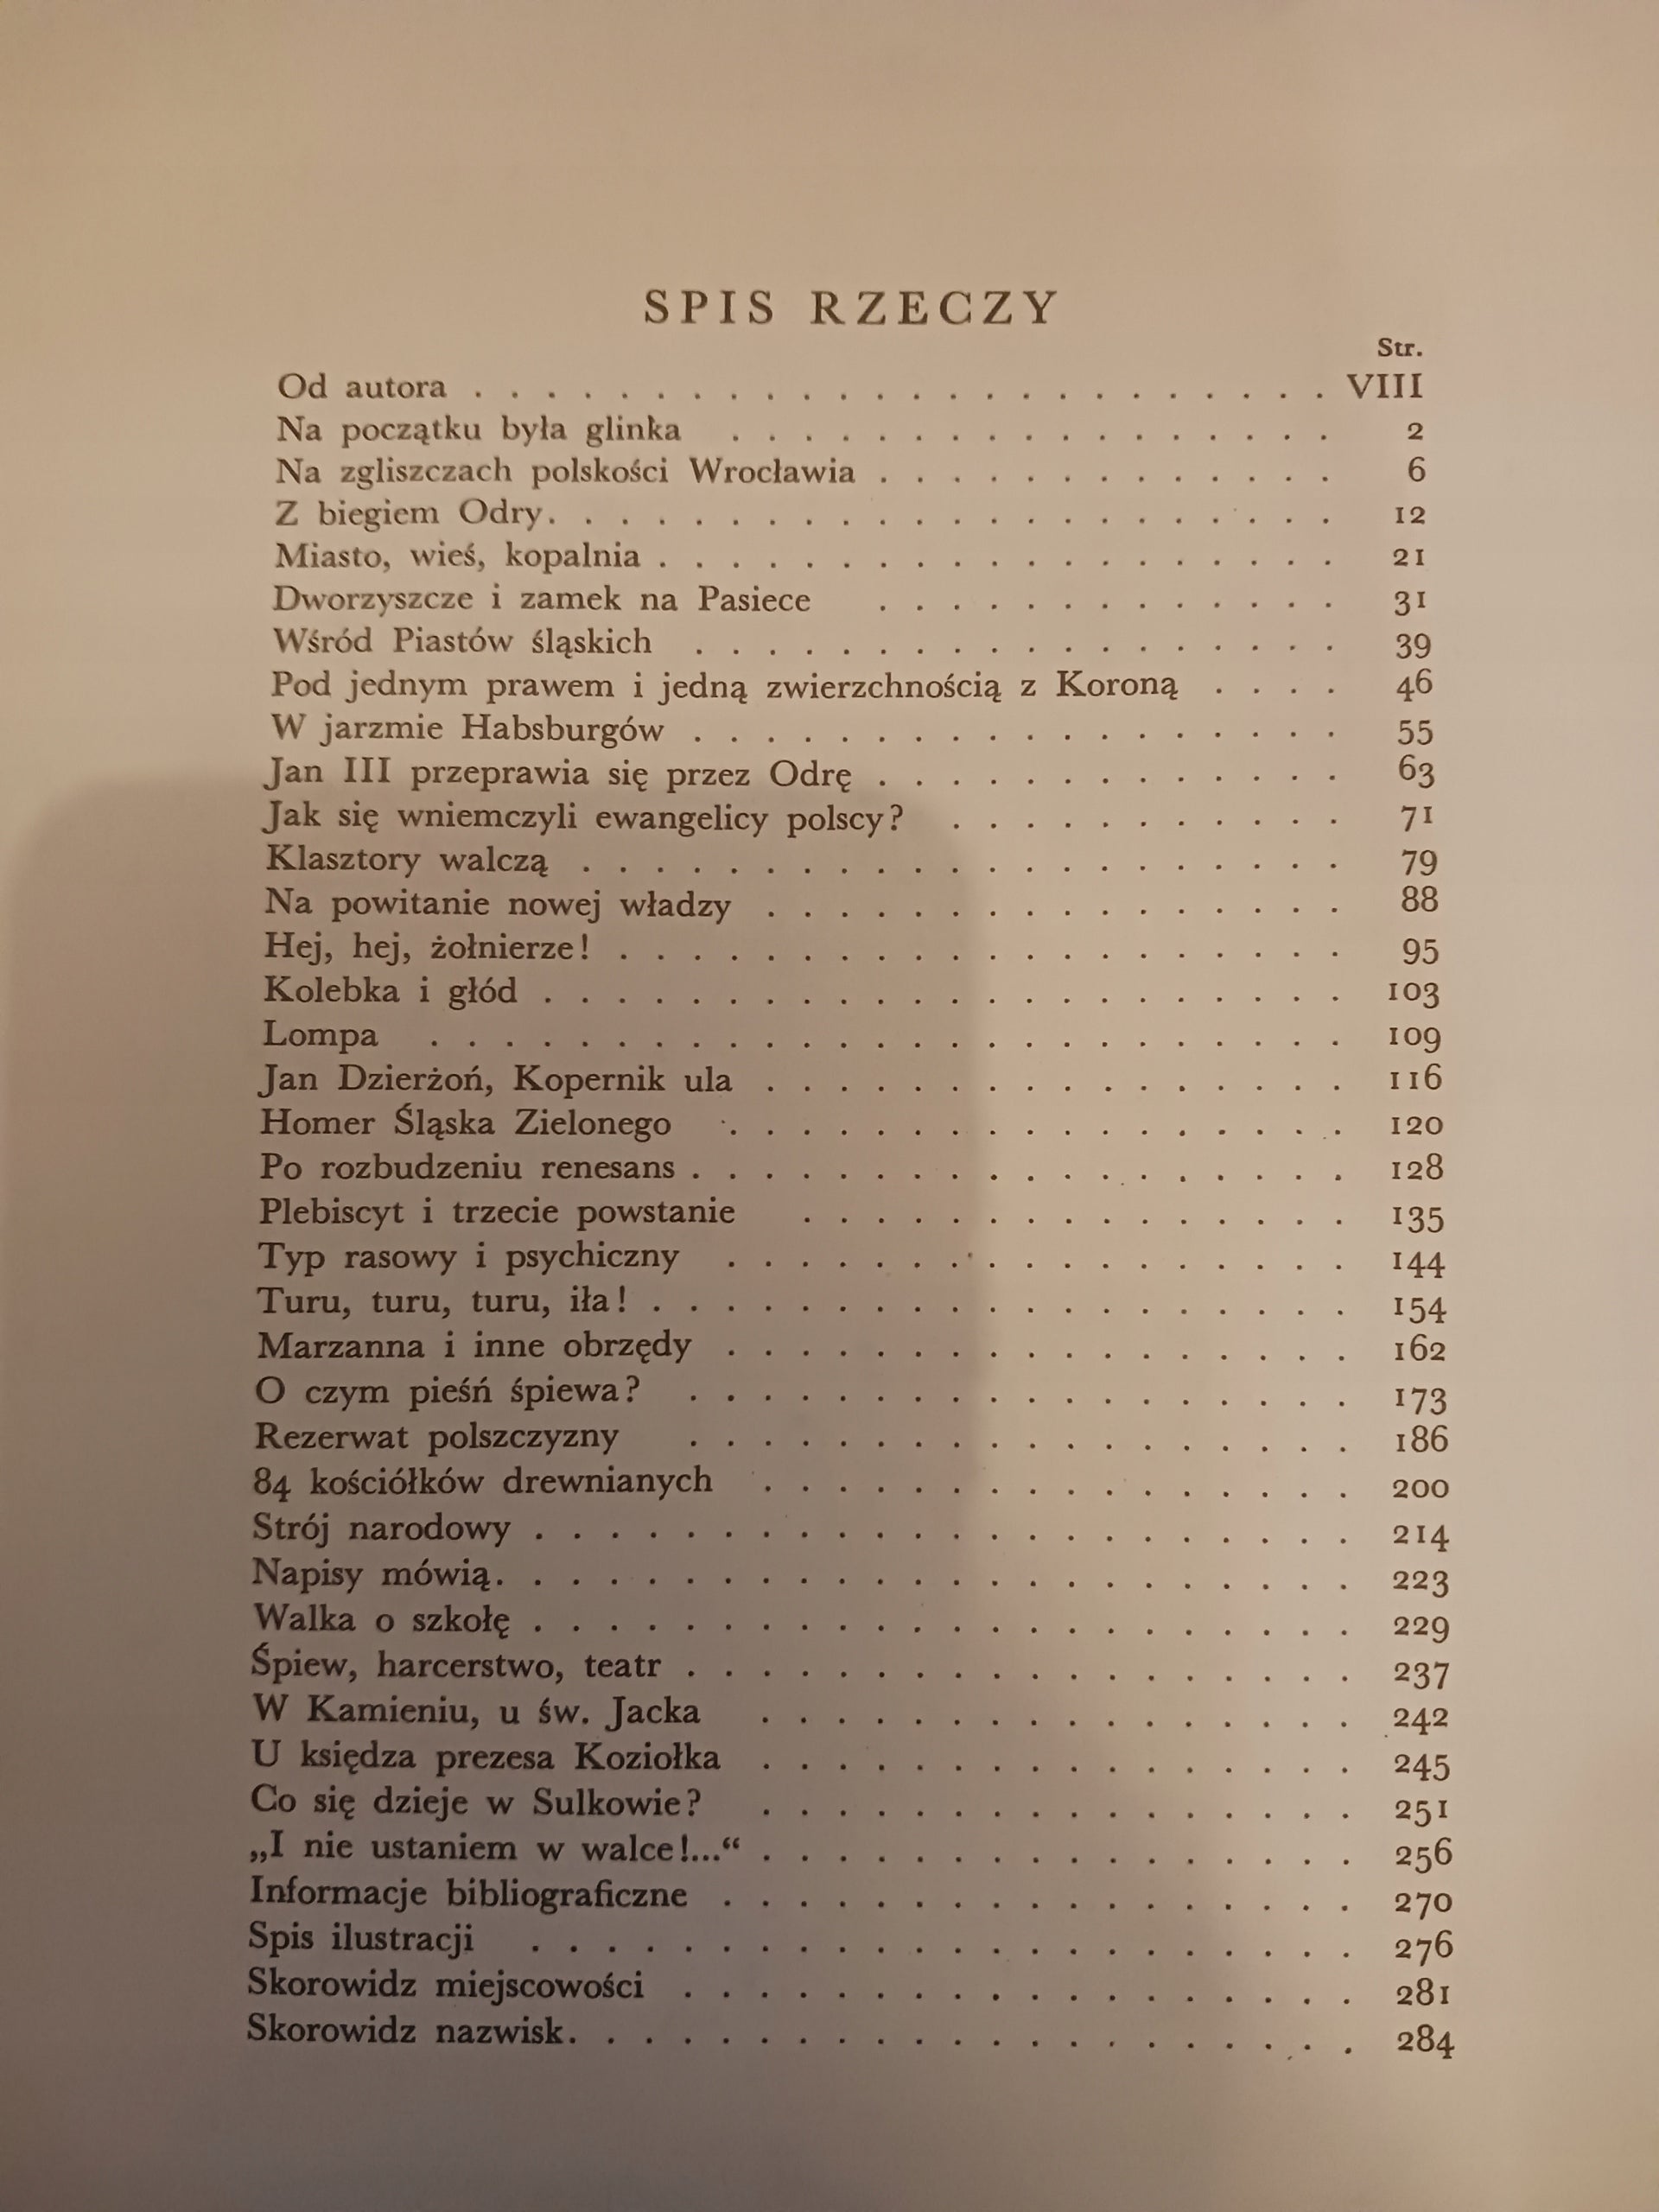 SPIS RZECZY
Str.
Od autora . . . . . . . . . . . . . . . . . . . . . . . . VIII
Na początku była glinka . . . . . . . . . . . . . . . . . 2
Na zgliszczach polskości Wrocławia . . . . . . . . . . . . . 6
Z biegiem Odry. . . . . . . . . . . . . . . . . . . . . . 12
Miasto, wieś, kopalnia . . . . . . . . . . . . . . . . . . . 21
Dworzyszcze i zamek na Pasiece . . . . . . . . . . . . . 31
Wśród Piastów śląskich . . . . . . . . . . . . . . . . . . 39
Pod jednym prawem i jedną zwierzchnością z Koroną . . . . 46
W jarzmie Habsburgów . . . . . . . . . . . . . . . . . . 55
Jan III przeprawia się przez Odrę . . . . . . . . . . . . . 63
Jak się wniemczyli ewangelicy polscy? . . . . . . . . . . . 71
Klasztory walczą . . . . . . . . . . . . . . . . . . . . . 79
Na powitanie nowej władzy . . . . . . . . . . . . . . . . 88
Hej, hej, żołnierze! . . . . . . . . . . . . . . . . . . . . 95
Kolebka i głód . . . . . . . . . . . . . . . . . . . . . . 103
Lompa . . . . . . . . . . . . . . . . . . . . . . . . . 109
Jan Dzierżoń, Kopernik ula . . . . . . . . . . . . . . . . 116
Homer Śląska Zielonego . . . . . . . . . . . . . . . . . 120
Po rozbudzeniu renesans . . . . . . . . . . . . . . . . . . 128
Plebiscyt i trzecie powstanie . . . . . . . . . . . . . . . 135
Typ rasowy i psychiczny . . . . . . . . . . . . . . . . . 144
Turu, turu, turu, iła! . . . . . . . . . . . . . . . . . . . 154
Marzanna i inne obrzędy . . . . . . . . . . . . . . . . . 162
O czym pieśń śpiewa? . . . . . . . . . . . . . . . . . . 173
Rezerwat polszczyzny . . . . . . . . . . . . . . . . . . 186
84 kościółków drewnianych . . . . . . . . . . . . . . . . 200
Strój narodowy . . . . . . . . . . . . . . . . . . . . . . 214
Napisy mówią. . . . . . . . . . . . . . . . . . . . . . . 223
Walka o szkołę . . . . . . . . . . . . . . . . . . . . . . 229
Śpiew, harcerstwo, teatr . . . . . . . . . . . . . . . . . . 237
W Kamieniu, u św. Jacka . . . . . . . . . . . . . . . . 242
U księdza prezesa Koziołka . . . . . . . . . . . . . . . . 245
Co się dzieje w Sulkowie? . . . . . . . . . . . . . . . . 251
„I nie ustaniem w walce!...“ . . . . . . . . . . . . . . . . 256
Informacje bibliograficzne . . . . . . . . . . . . . . . . . 270
Spis ilustracji . . . . . . . . . . . . . . . . . . . . . . 276
Skorowidz miejscowości . . . . . . . . . . . . . . . . . . 281
Skorowidz nazwisk. . . . . . . . . . . . . . . . . . . . . 284